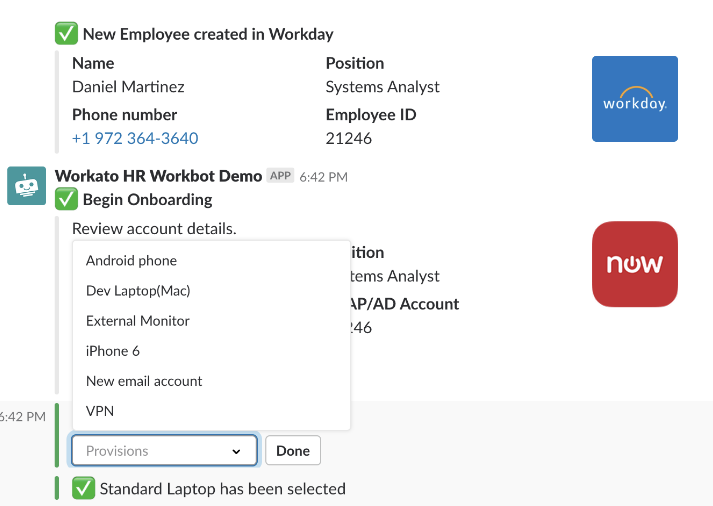 ✅ New Employee created in Workday
Name Position
Daniel Martinez Systems Analyst
Phone number Employee ID
+1 972 364-3640 21246
workday.
Workato HR Workbot Demo APP 6:42 PM
✅ Begin Onboarding
Review account details.
Android phone
Dev Laptop(Mac)
External Monitor
iPhone 6
New email account
VPN
ition
tems Analyst
AP/AD Account
246
now
6:42 PM
Provisions Done
✅ Standard Laptop has been selected